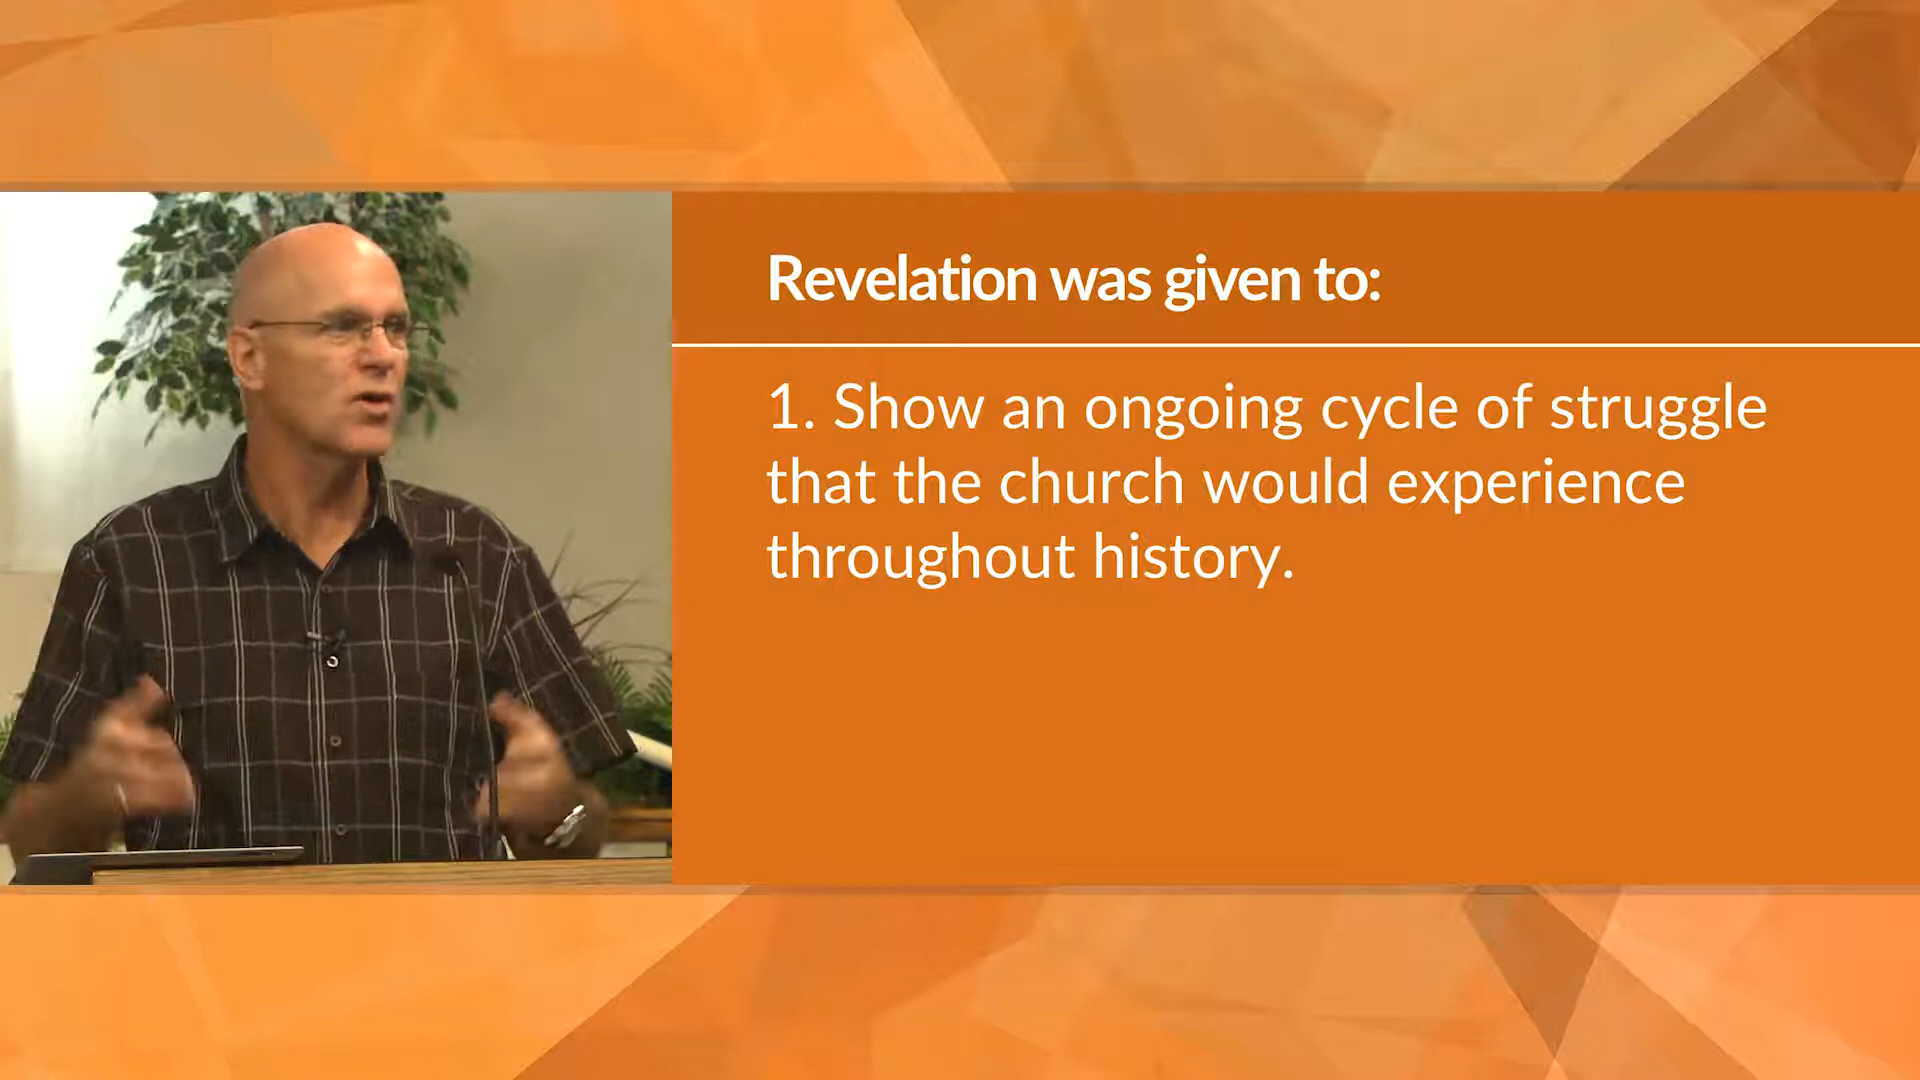 Revelation was given to:
1. Show an ongoing cycle of struggle
that the church would experience
throughout history.